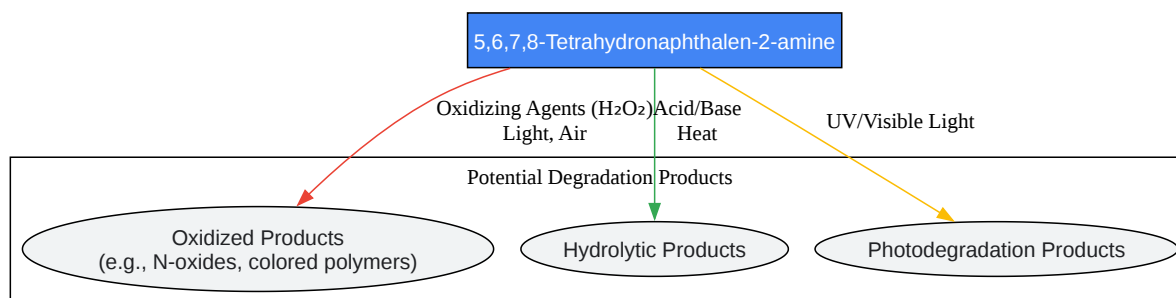 5,6,7,8-Tetrahydronaphthalen-2-amine
Oxidizing Agents (H₂O₂)
Light, Air
Acid/Base
Heat
UV/Visible Light
Potential Degradation Products
Oxidized Products
(e.g., N-oxides, colored polymers)
Hydrolytic Products
Photodegradation Products